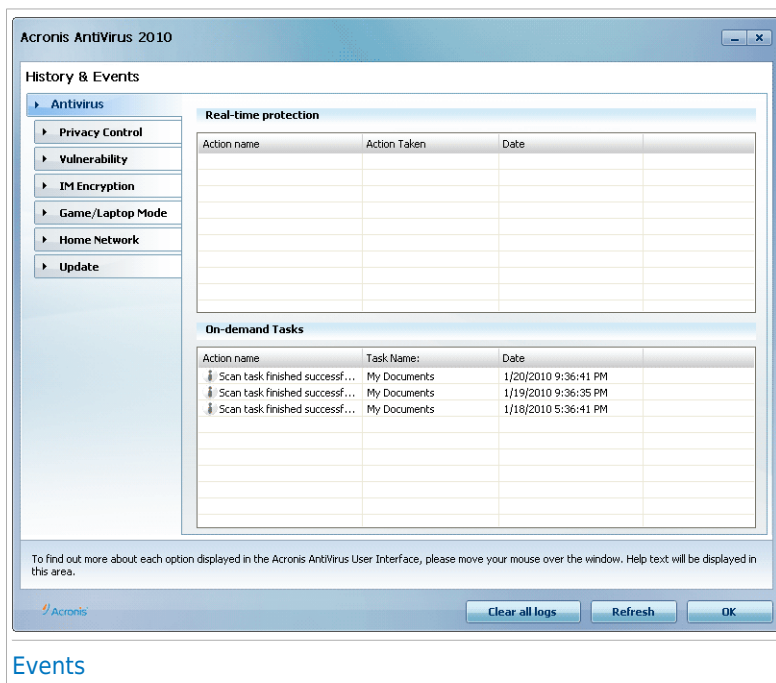 Acronis AntiVirus 2010
History & Events
Antivirus
Privacy Control
Vulnerability
IM Encryption
Game/Laptop Mode
Home Network
Update
Real-time protection
Action name Action Taken Date
On-demand Tasks
Action name Task Name: Date
Scan task finished successf... My Documents 1/20/2010 9:36:41 PM
Scan task finished successf... My Documents 1/19/2010 9:36:35 PM
Scan task finished successf... My Documents 1/18/2010 5:36:41 PM
To find out more about each option displayed in the Acronis AntiVirus User Interface, please move your mouse over the window. Help text will be displayed in
this area.
Acronis
Clear all logs Refresh OK
Events